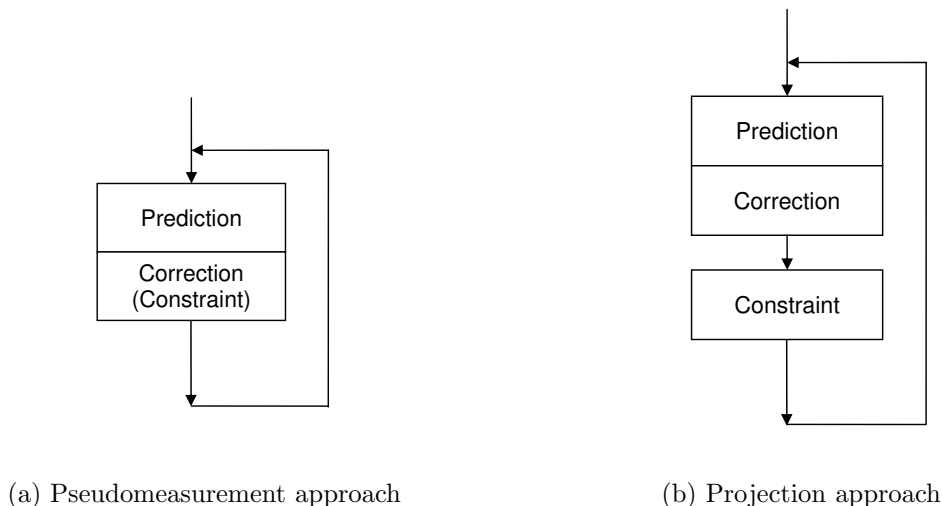 Prediction
Correction
(Constraint)
(a) Pseudomeasurement approach
Prediction
Correction
Constraint
(b) Projection approach